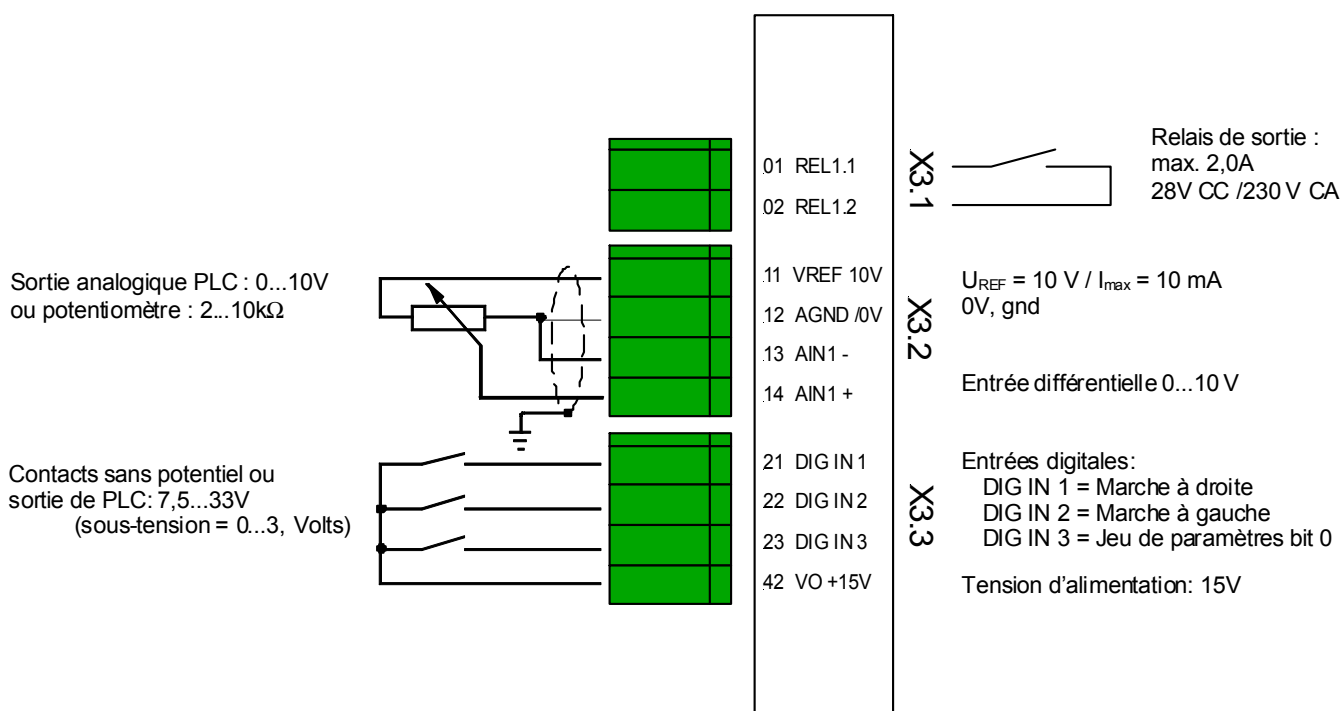 Sortie analogique PLC : 0...10V
ou potentiomètre : 2...10kΩ
Contacts sans potentiel ou
sortie de PLC: 7,5...33V
(sous-tension = 0...3, Volts)
01 REL1.1
02 REL1.2
11 VREF 10V
12 AGND /0V
13 AIN1 -
14 AIN1 +
21 DIG IN 1
22 DIG IN 2
23 DIG IN 3
42 VO +15V
X3.1
X3.2
X3.3
Relais de sortie :
max. 2,0A
28V CC /230 V CA
UREF = 10 V / Imax = 10 mA
0V, gnd
Entrée différentielle 0...10 V
Entrées digitales:
DIG IN 1 = Marche à droite
DIG IN 2 = Marche à gauche
DIG IN 3 = Jeu de paramètres bit 0
Tension d'alimentation: 15V